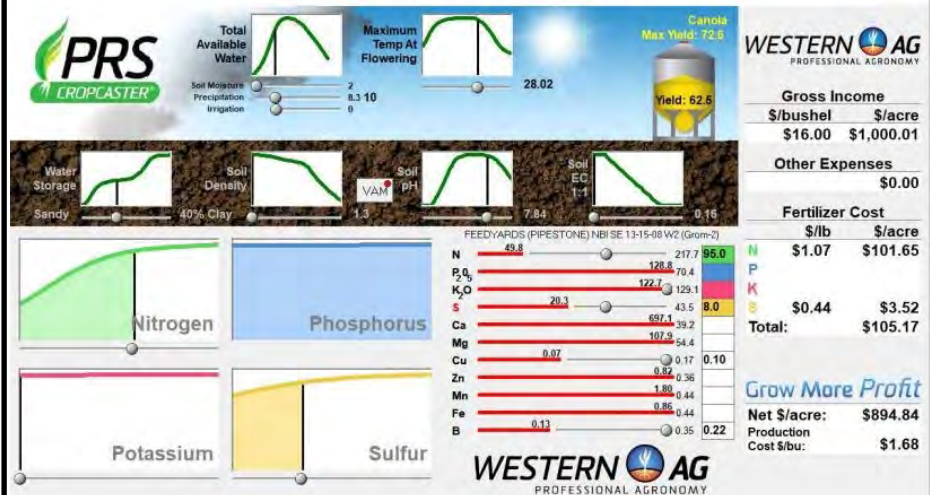 PRS
CROPCASTER®
Total
Available
Water
Soil Moisture 2
Precipitation 8.3 10
Irrigation 0
Maximum
Temp At
Flowering
28.02
Canola
Max Yield: 72.6
Yield: 62.5
Water
Storage
Sandy
40% Clay
Soil
Density
1.3
VAM
Soil
pH
7.84
Soil
EC
1:1
0.16
Nitrogen
Phosphorus
Potassium
Sulfur
FEEDYARDS (PIPESTONE) NBI SE 13-15-08 W2 (Grom-2)
N 49.8 217.7 95.0
P2O5 128.8 70.4
K2O 122.7 129.1
S 20.3 43.5 8.0
Ca 697.1 39.2
Mg 107.9 54.4
Cu 0.07 0.17 0.10
Zn 0.82 0.36
Mn 1.80 0.44
Fe 0.86 0.44
B 0.13 0.35 0.22
WESTERN AG
PROFESSIONAL AGRONOMY
WESTERN AG
PROFESSIONAL AGRONOMY
Gross Income
$/bushel $/acre
$16.00 $1,000.01
Other Expenses
$0.00
Fertilizer Cost
$/lb $/acre
N $1.07 $101.65
P
K
S $0.44 $3.52
Total: $105.17
Grow More Profit
Net $/acre: $894.84
Production
Cost $/bu: $1.68